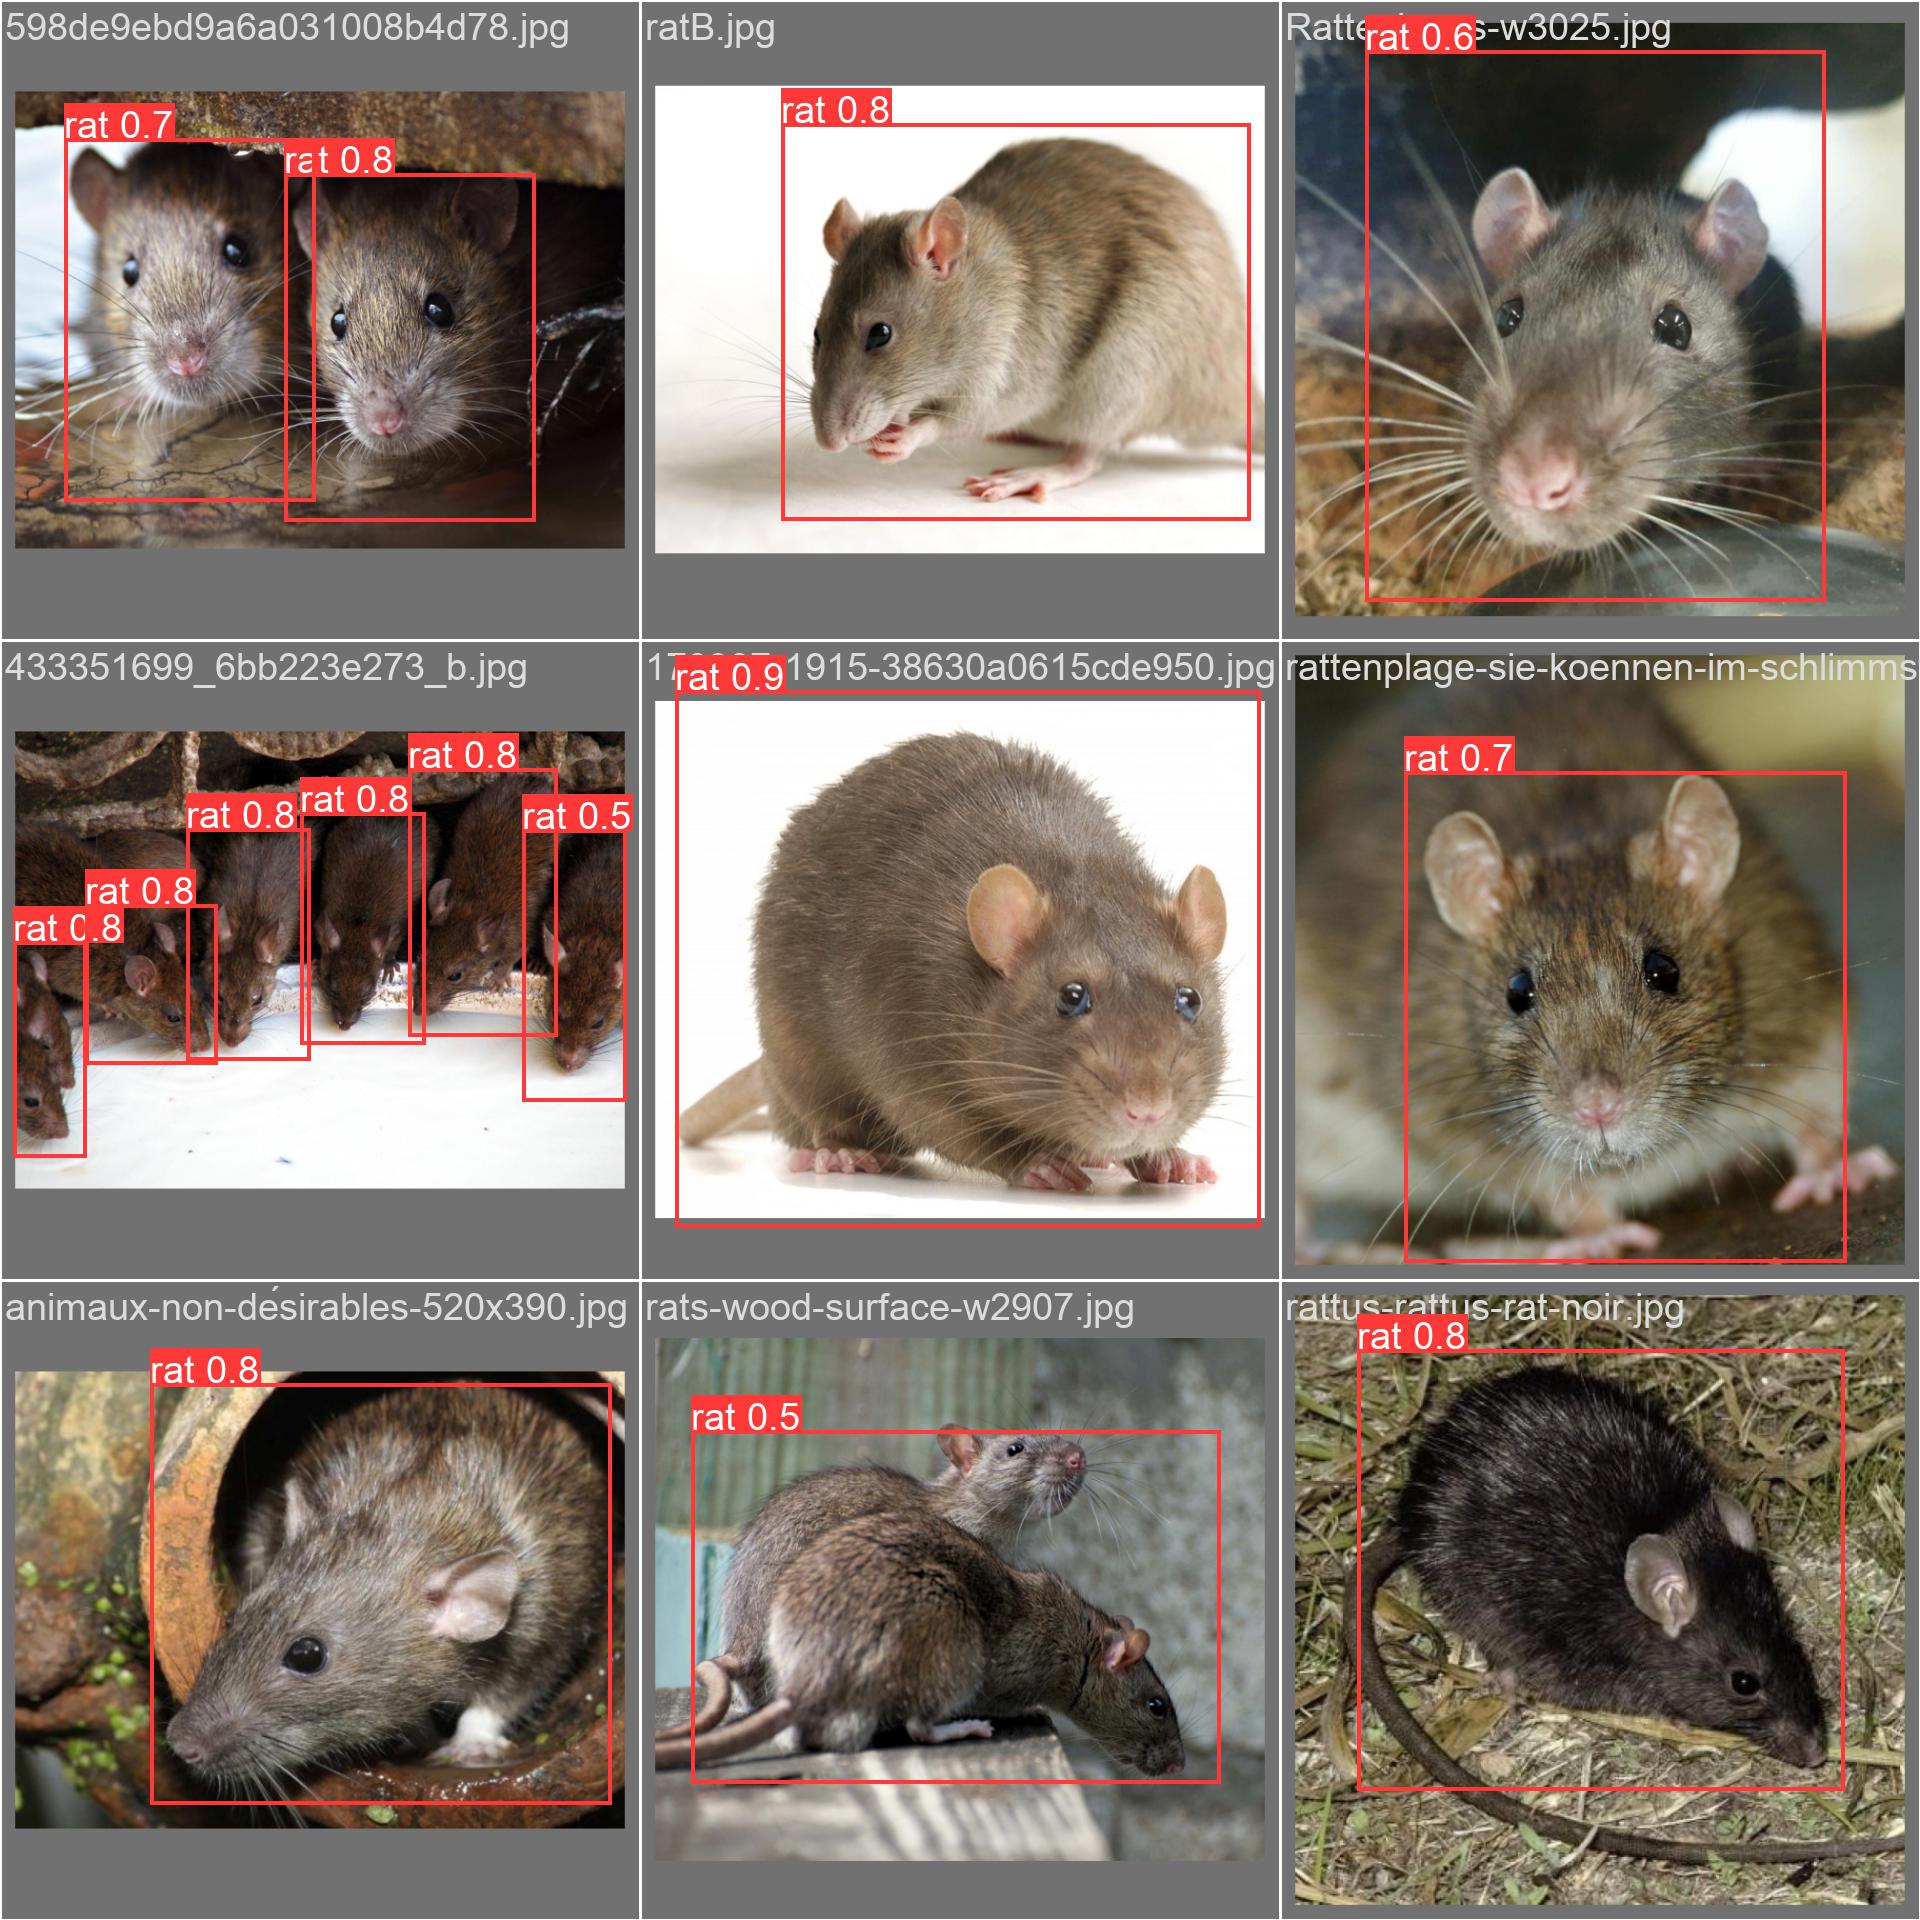 598de9ebd9a6a031008b4d78.jpg
rat 0.7
rat 0.8
ratB.jpg
rat 0.8
s-w3025.jpg
rat 0.6
433351699_6bb223e273_b.jpg
rat 0.8
rat 0.8
rat 0.8
rat 0.5
rat 0.8
rat 0.8
1915-38630a0615cde950.jpg
rat 0.9
rattenplage-sie-koennen-im-schlimms
rat 0.7
animaux-non-désirables-520x390.jpg
rat 0.8
rats-wood-surface-w2907.jpg
rat 0.5
rattus-rattus-rat-noir.jpg
rat 0.8